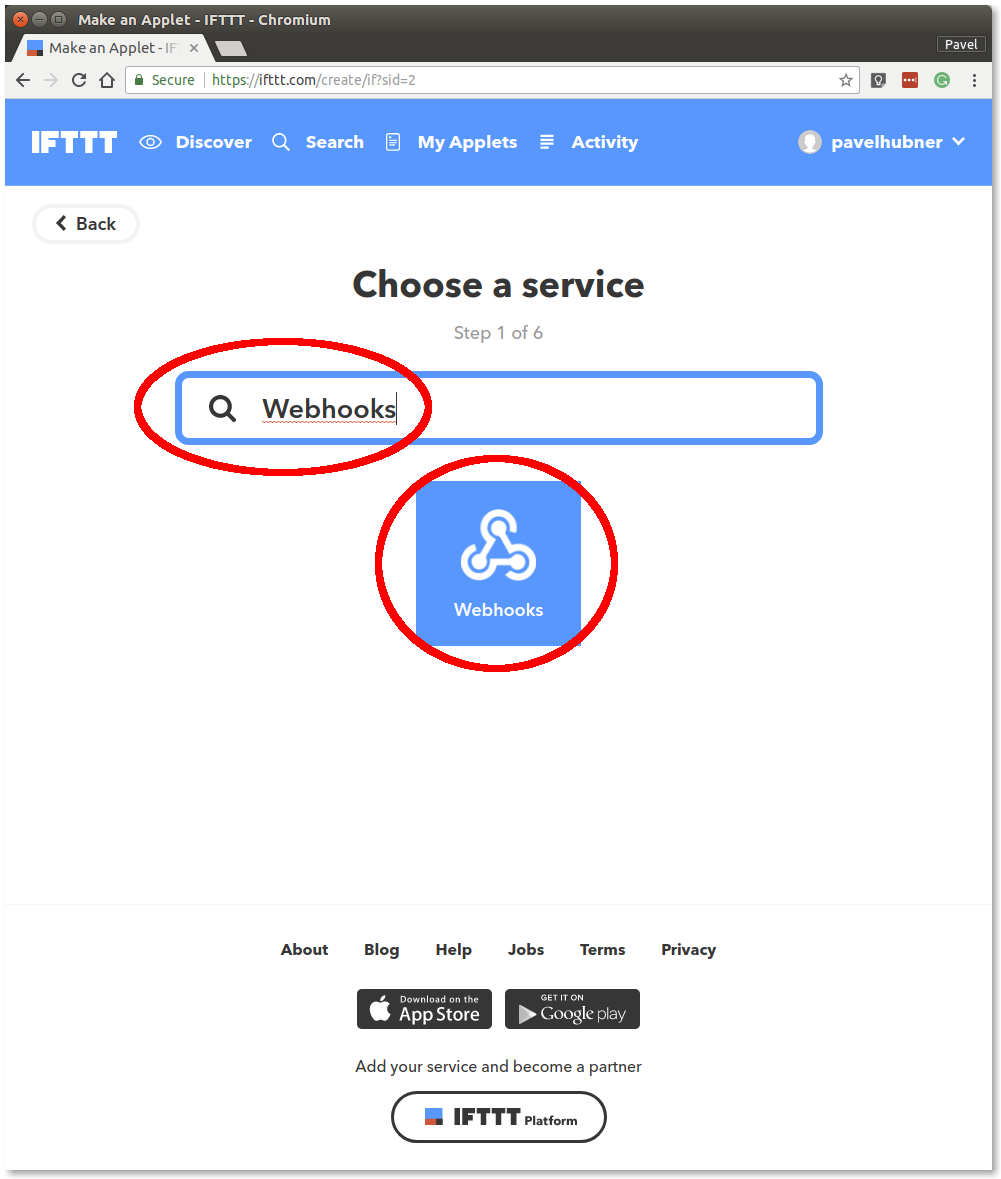 Make an Applet - IFTTT - Chromium
Make an Applet - IF
Pavel
Secure https://ifttt.com/create/if?sid=2
IFTTT Discover Search My Applets Activity pavelhubner
Back
Choose a service
Step 1 of 6
Webhooks
Webhooks
About Blog Help Jobs Terms Privacy
Download on the
App Store
GET IT ON
Google play
Add your service and become a partner
IFTTT Platform